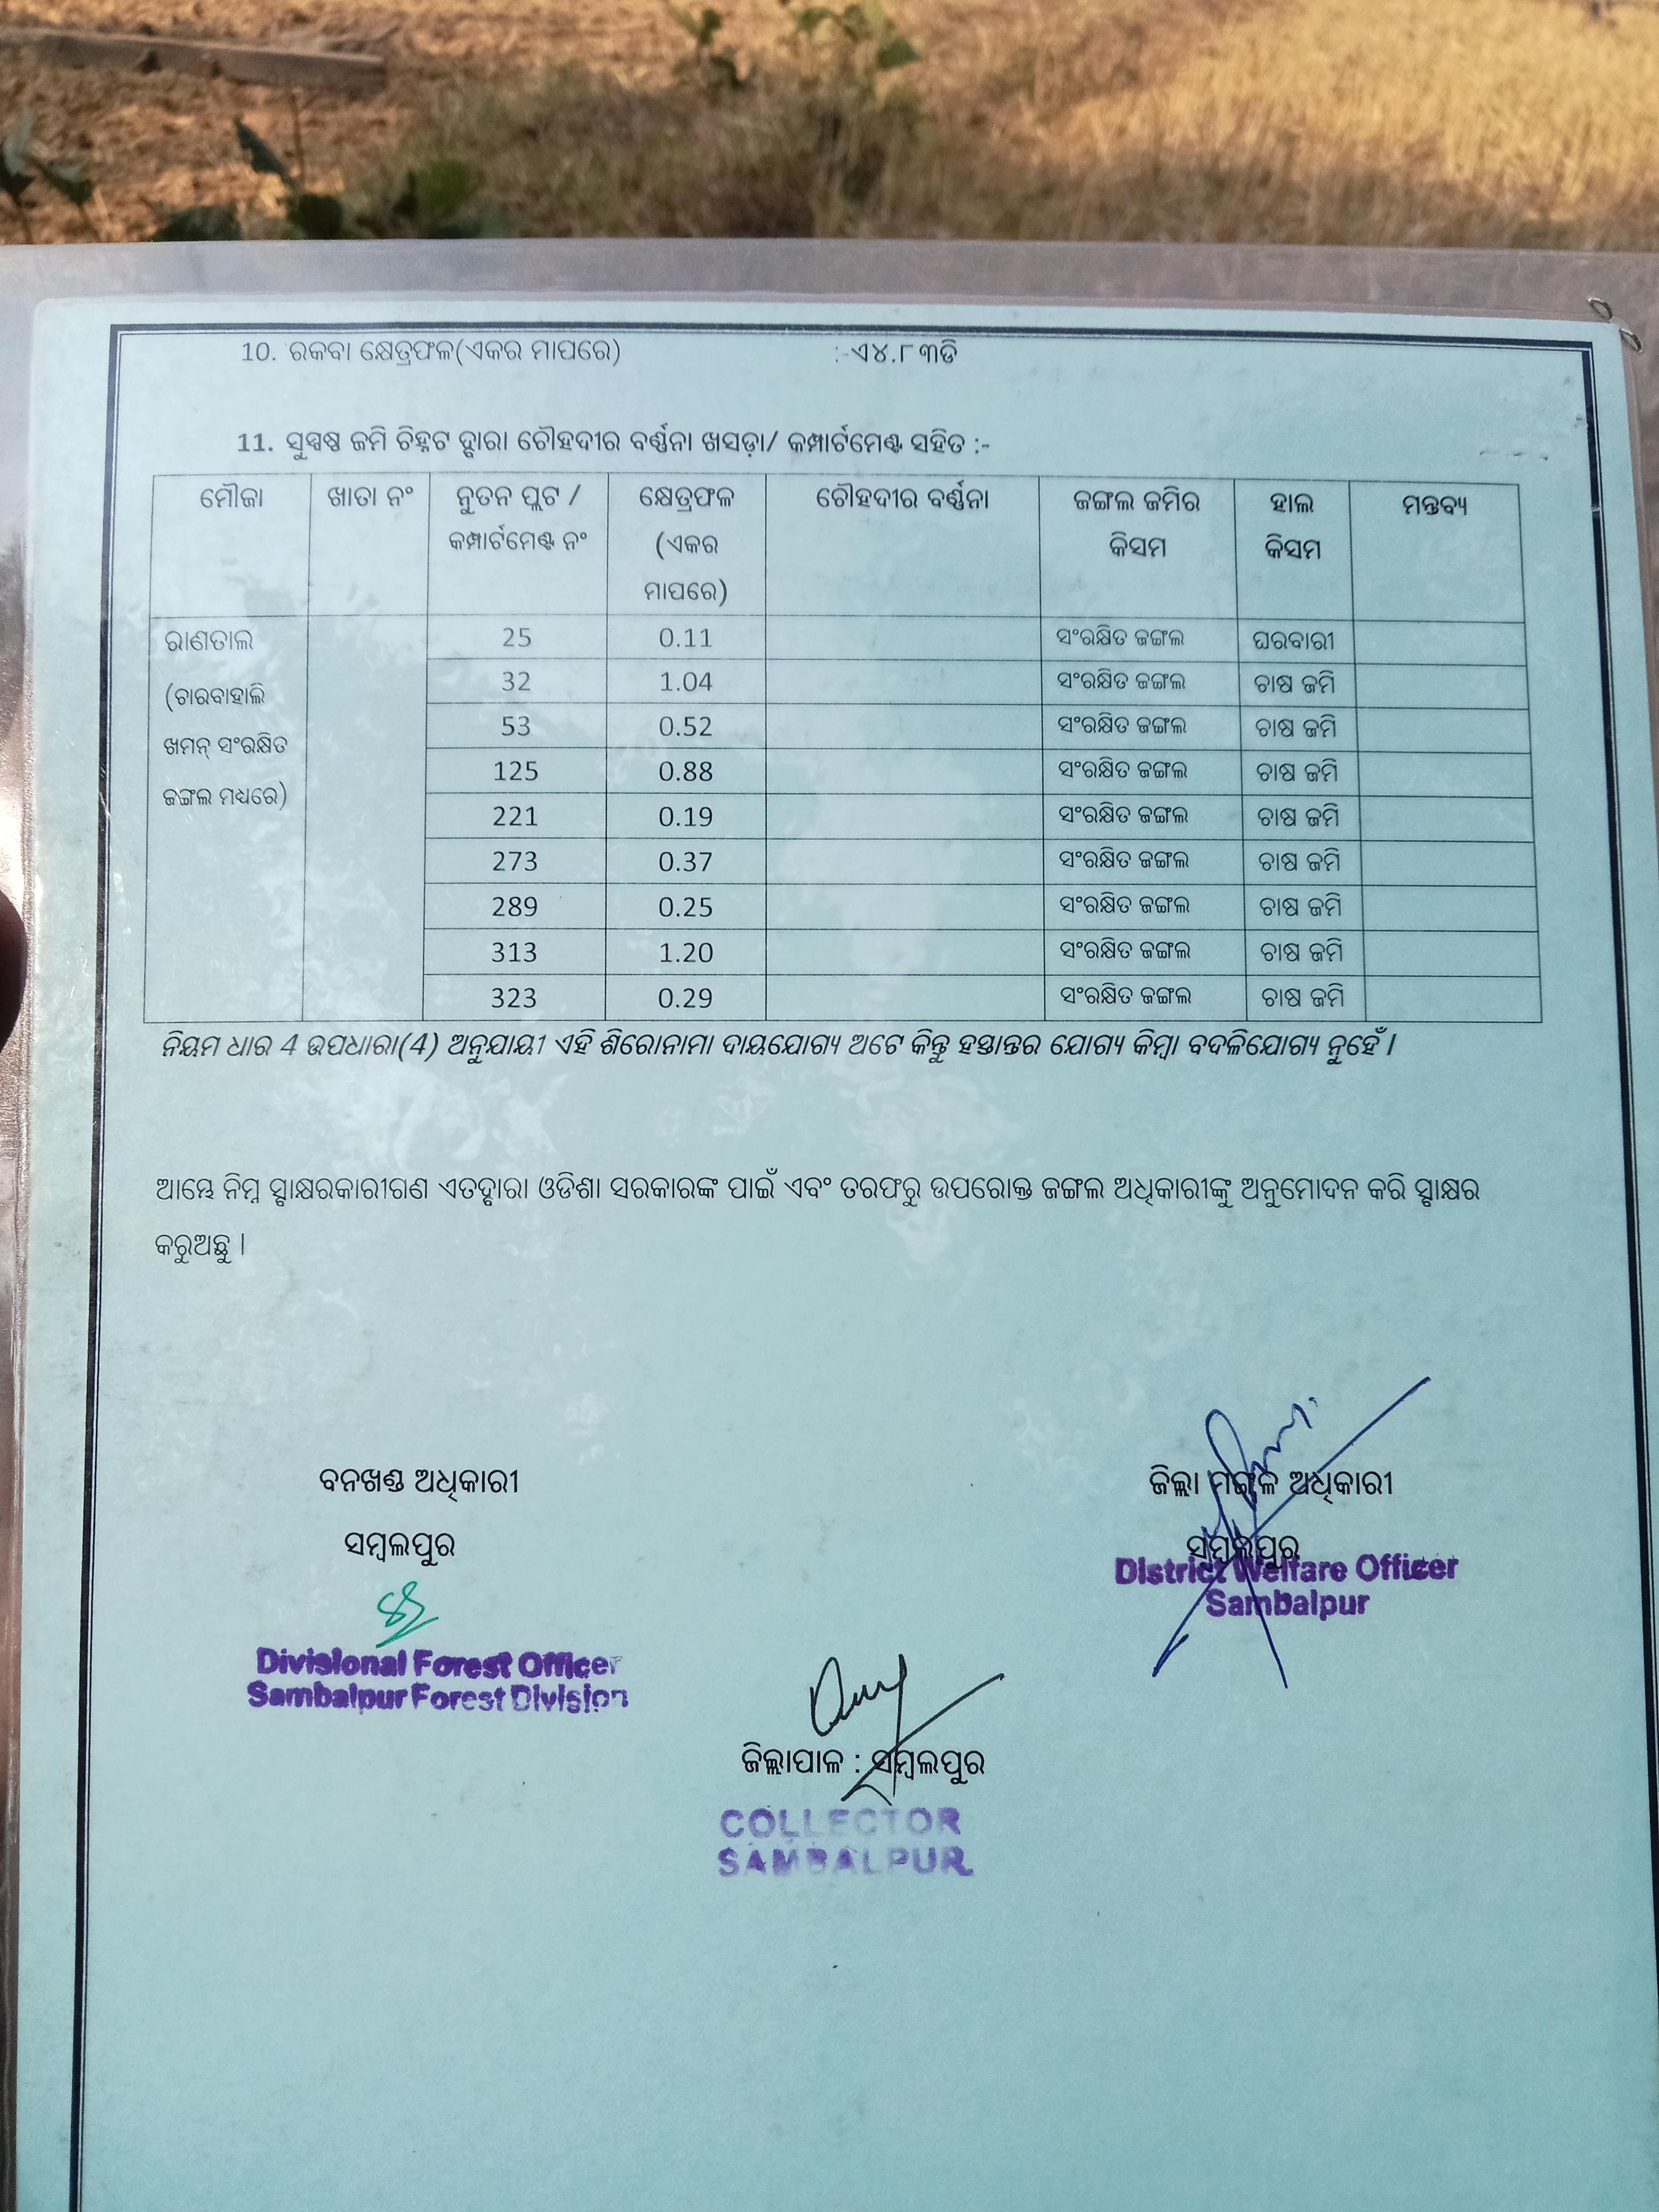 10. ରକବା କ୍ଷେତ୍ରଫଳ(ଏକର ମାପରେ) :-ଏ୪.୮୩ଡି
11. ସୁସ୍ପଷ୍ଟ ଜମି ଚିହ୍ନଟ ଦ୍ବାରା ଚୌହଦୀର ବର୍ଣ୍ଣନା ଖସଡ଼ା/ କମ୍ପାର୍ଟମେଣ୍ଟ ସହିତ :-
ମୌଜା ଖାତା ନଂ ନୁତନ ପ୍ଲଟ / କମ୍ପାର୍ଟମେଣ୍ଟ ନଂ କ୍ଷେତ୍ରଫଳ (ଏକର ମାପରେ) ଚୌହଦୀର ବର୍ଣ୍ଣନା ଜଙ୍ଗଲ ଜମିର କିସମ ହାଲ କିସମ ମନ୍ତବ୍ୟ
ରାଣତାଲ (ଚାରବାହାଲି ଖମନ୍ ସଂରକ୍ଷିତ ଜଙ୍ଗଲ ମଧ୍ୟରେ)
25 0.11 ସଂରକ୍ଷିତ ଜଙ୍ଗଲ ଘରବାରୀ
32 1.04 ସଂରକ୍ଷିତ ଜଙ୍ଗଲ ଚାଷ ଜମି
53 0.52 ସଂରକ୍ଷିତ ଜଙ୍ଗଲ ଚାଷ ଜମି
125 0.88 ସଂରକ୍ଷିତ ଜଙ୍ଗଲ ଚାଷ ଜମି
221 0.19 ସଂରକ୍ଷିତ ଜଙ୍ଗଲ ଚାଷ ଜମି
273 0.37 ସଂରକ୍ଷିତ ଜଙ୍ଗଲ ଚାଷ ଜମି
289 0.25 ସଂରକ୍ଷିତ ଜଙ୍ଗଲ ଚାଷ ଜମି
313 1.20 ସଂରକ୍ଷିତ ଜଙ୍ଗଲ ଚାଷ ଜମି
323 0.29 ସଂରକ୍ଷିତ ଜଙ୍ଗଲ ଚାଷ ଜମି
ନିୟମ ଧାର 4 ଉପଧାରା(4) ଅନୁଯାୟୀ ଏହି ଶିରୋନାମା ଦାୟଯୋଗ୍ୟ ଅଟେ କିନ୍ତୁ ହସ୍ତାନ୍ତର ଯୋଗ୍ୟ କିମ୍ବା ବଦଳିଯୋଗ୍ୟ ନୁହେଁ ।
ଆମ୍ଭେ ନିମ୍ନ ସ୍ବାକ୍ଷରକାରୀଗଣ ଏତଦ୍ବାରା ଓଡିଶା ସରକାରଙ୍କ ପାଇଁ ଏବଂ ତରଫରୁ ଉପରୋକ୍ତ ଜଙ୍ଗଲ ଅଧିକାରୀଙ୍କୁ ଅନୁମୋଦନ କରି ସ୍ବାକ୍ଷର
କରୁଅଛୁ ।
ବନଖଣ୍ଡ ଅଧିକାରୀ
ସମ୍ବଲପୁର
Divisional Forest Officer
Sambalpur Forest Division
ଜିଲ୍ଲା ମଙ୍ଗଳ ଅଧିକାରୀ
ସମ୍ବଲପୁର
District Welfare Officer
Sambalpur
ଜିଲ୍ଲାପାଳ : ସମ୍ବଲପୁର
COLLECTOR
SAMBALPUR